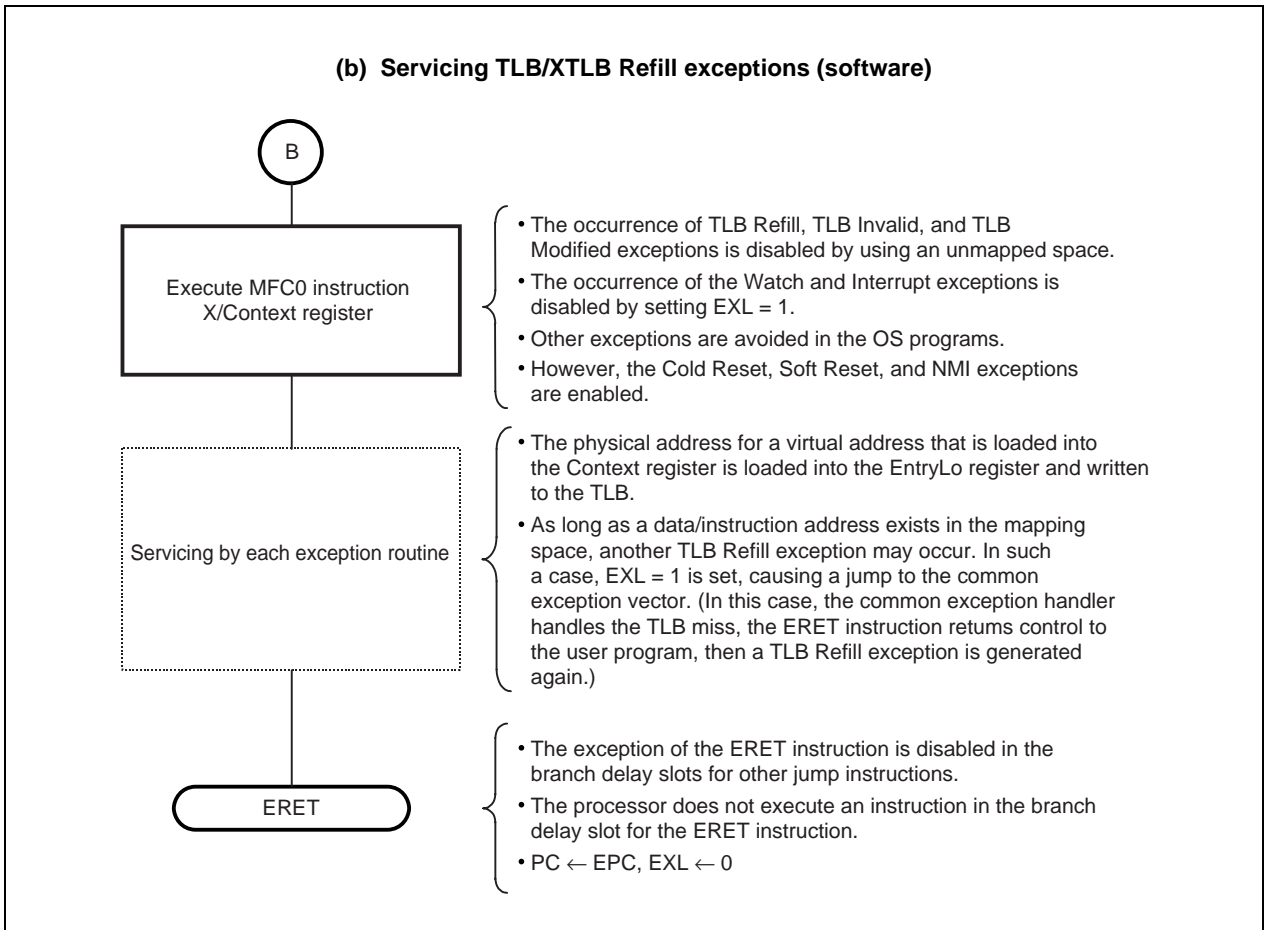 (b) Servicing TLB/XTLB Refill exceptions (software)
B
Execute MFC0 instruction
X/Context register
• The occurrence of TLB Refill, TLB Invalid, and TLB
Modified exceptions is disabled by using an unmapped space.
• The occurrence of the Watch and Interrupt exceptions is
disabled by setting EXL = 1.
• Other exceptions are avoided in the OS programs.
• However, the Cold Reset, Soft Reset, and NMI exceptions
are enabled.
Servicing by each exception routine
• The physical address for a virtual address that is loaded into
the Context register is loaded into the EntryLo register and written
to the TLB.
• As long as a data/instruction address exists in the mapping
space, another TLB Refill exception may occur. In such
a case, EXL = 1 is set, causing a jump to the common
exception vector. (In this case, the common exception handler
handles the TLB miss, the ERET instruction retums control to
the user program, then a TLB Refill exception is generated
again.)
ERET
• The exception of the ERET instruction is disabled in the
branch delay slots for other jump instructions.
• The processor does not execute an instruction in the branch
delay slot for the ERET instruction.
• PC ← EPC, EXL ← 0